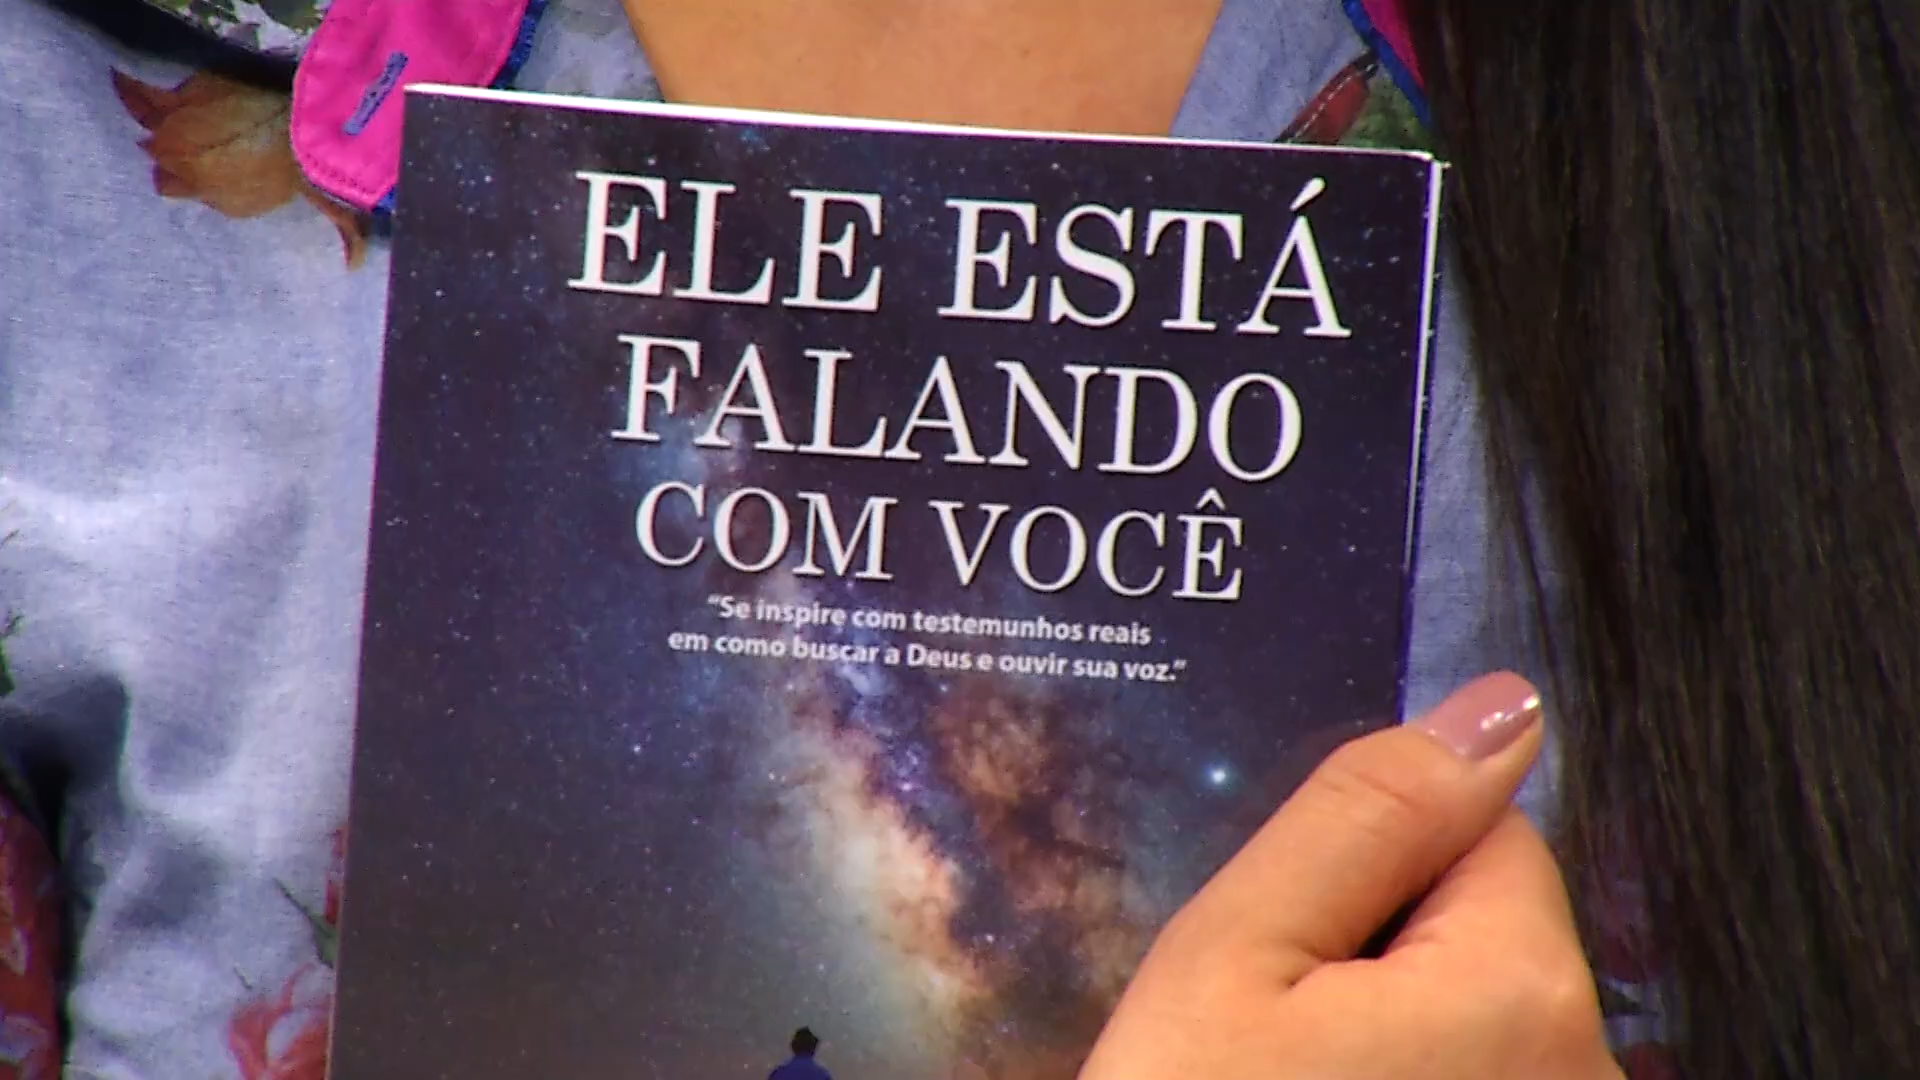 ELE ESTÁ
FALANDO
COM VOCÊ
“Se inspire com testemunhos reais
em como buscar a Deus e ouvir sua voz.”